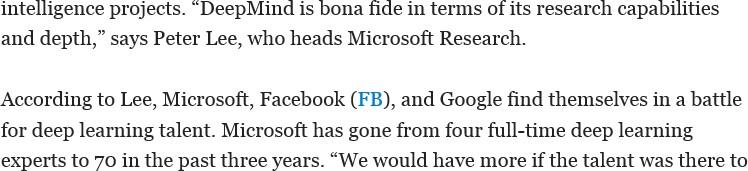 intelligence projects. “DeepMind is bona fide in terms of its research capabilities
and depth,” says Peter Lee, who heads Microsoft Research.
According to Lee, Microsoft, Facebook (FB), and Google find themselves in a battle
for deep learning talent. Microsoft has gone from four full-time deep learning
experts to 70 in the past three years. “We would have more if the talent was there to